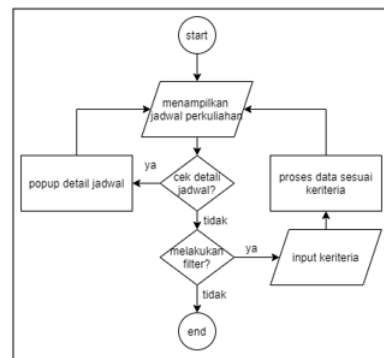 start
menampilkan
jadwal perkuliahan
ya
cek detali
jadwal?
popup detail jadwal
proses data sesuai
keriteria
tidak
melakukan
filter?
ya
input keriteria
tidak
end